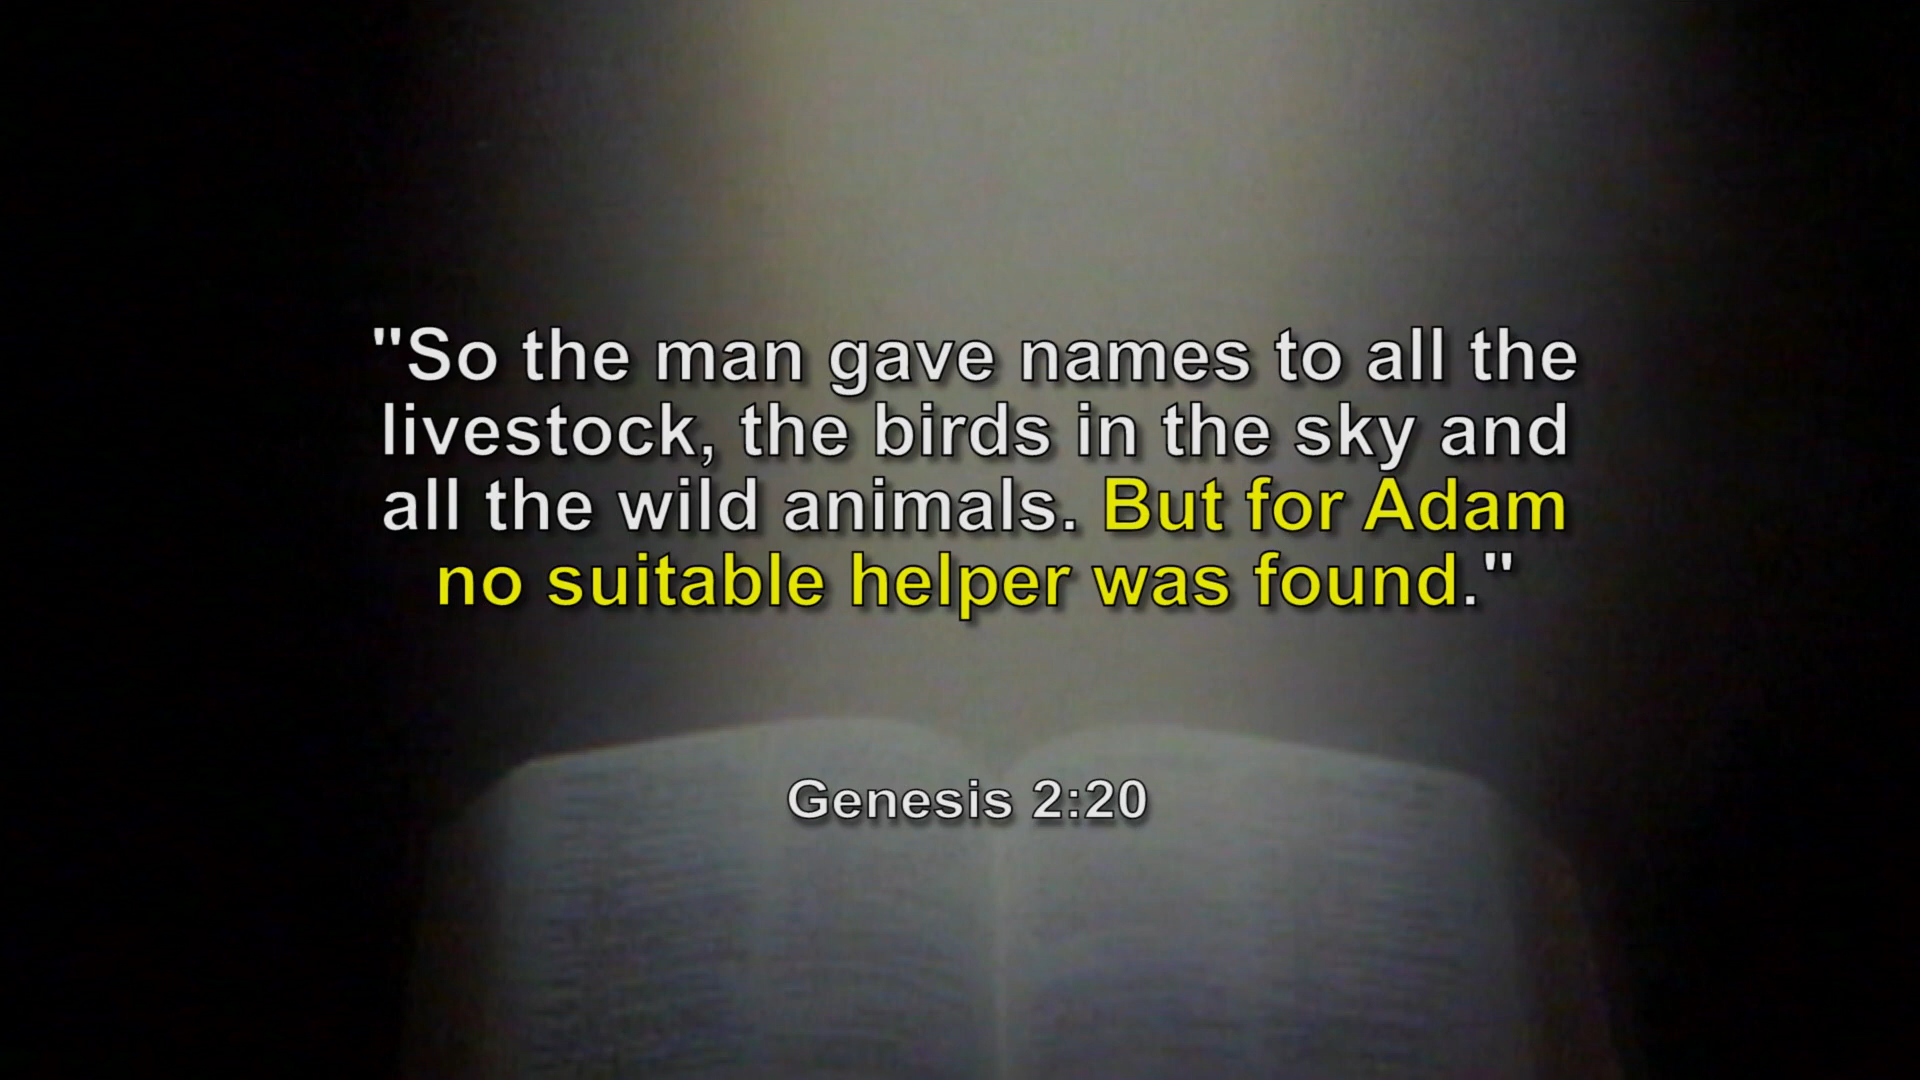 "So the man gave names to all the
livestock, the birds in the sky and
all the wild animals. But for Adam
no suitable helper was found."
Genesis 2:20